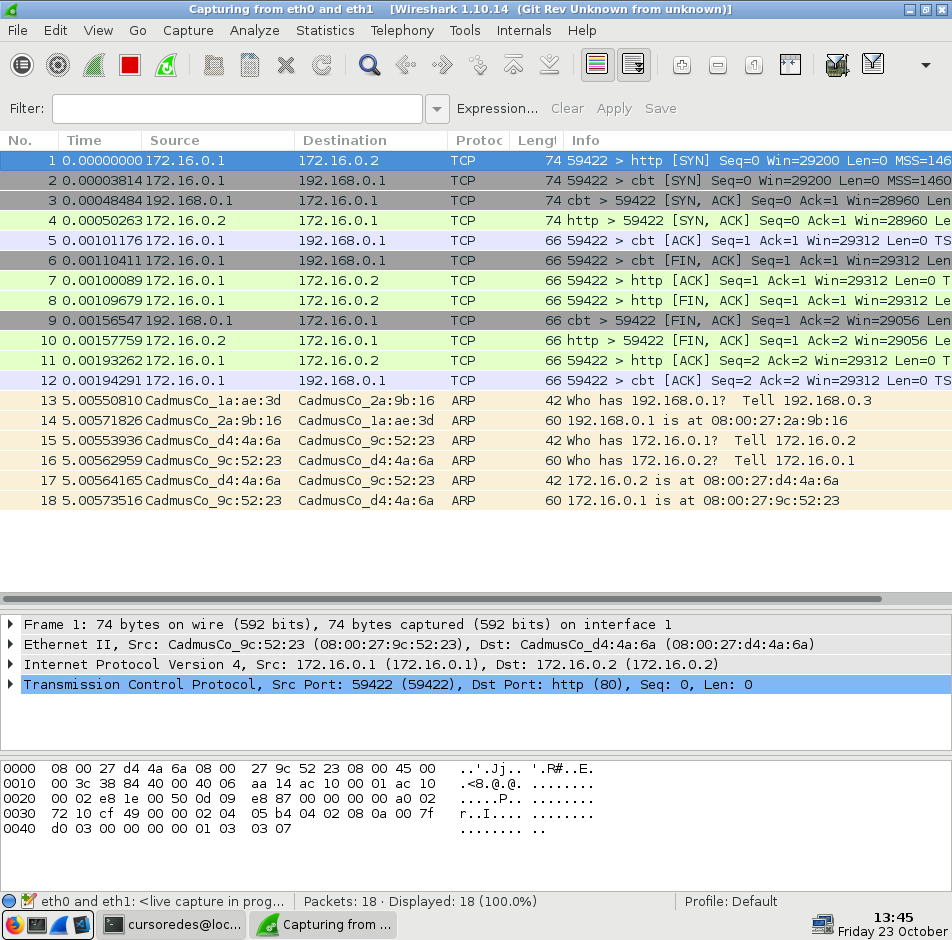 Capturing from eth0 and eth1 [Wireshark 1.10.14 (Git Rev Unknown from unknown)]
File Edit View Go Capture Analyze Statistics Telephony Tools Internals Help
Filter: Expression... Clear Apply Save
No. Time Source Destination Protoc Lengt Info
1 0.00000000 172.16.0.1 172.16.0.2 TCP 74 59422 > http [SYN] Seq=0 Win=29200 Len=0 MSS=146
2 0.00003814 172.16.0.1 192.168.0.1 TCP 74 59422 > cbt [SYN] Seq=0 Win=29200 Len=0 MSS=1460
3 0.00048484 192.168.0.1 172.16.0.1 TCP 74 cbt > 59422 [SYN, ACK] Seq=0 Ack=1 Win=28960 Len
4 0.00050263 172.16.0.2 172.16.0.1 TCP 74 http > 59422 [SYN, ACK] Seq=0 Ack=1 Win=28960 Le
5 0.00101176 172.16.0.1 192.168.0.1 TCP 66 59422 > cbt [ACK] Seq=1 Ack=1 Win=29312 Len=0 TS
6 0.00110411 172.16.0.1 192.168.0.1 TCP 66 59422 > cbt [FIN, ACK] Seq=1 Ack=1 Win=29312 Len
7 0.00100089 172.16.0.1 172.16.0.2 TCP 66 59422 > http [ACK] Seq=1 Ack=1 Win=29312 Len=0 T
8 0.00109679 172.16.0.1 172.16.0.2 TCP 66 59422 > http [FIN, ACK] Seq=1 Ack=1 Win=29312 Le
9 0.00156547 192.168.0.1 172.16.0.1 TCP 66 cbt > 59422 [FIN, ACK] Seq=1 Ack=2 Win=29056 Len
10 0.00157759 172.16.0.2 172.16.0.1 TCP 66 http > 59422 [FIN, ACK] Seq=1 Ack=2 Win=29056 Le
11 0.00193262 172.16.0.1 172.16.0.2 TCP 66 59422 > http [ACK] Seq=2 Ack=2 Win=29312 Len=0 T
12 0.00194291 172.16.0.1 192.168.0.1 TCP 66 59422 > cbt [ACK] Seq=2 Ack=2 Win=29312 Len=0 TS
13 5.00550810 CadmusCo_1a:ae:3d CadmusCo_2a:9b:16 ARP 42 Who has 192.168.0.1? Tell 192.168.0.3
14 5.00571826 CadmusCo_2a:9b:16 CadmusCo_1a:ae:3d ARP 60 192.168.0.1 is at 08:00:27:2a:9b:16
15 5.00553936 CadmusCo_d4:4a:6a CadmusCo_9c:52:23 ARP 42 Who has 172.16.0.1? Tell 172.16.0.2
16 5.00562959 CadmusCo_9c:52:23 CadmusCo_d4:4a:6a ARP 60 Who has 172.16.0.2? Tell 172.16.0.1
17 5.00564165 CadmusCo_d4:4a:6a CadmusCo_9c:52:23 ARP 42 172.16.0.2 is at 08:00:27:d4:4a:6a
18 5.00573516 CadmusCo_9c:52:23 CadmusCo_d4:4a:6a ARP 60 172.16.0.1 is at 08:00:27:9c:52:23
Frame 1: 74 bytes on wire (592 bits), 74 bytes captured (592 bits) on interface 1
Ethernet II, Src: CadmusCo_9c:52:23 (08:00:27:9c:52:23), Dst: CadmusCo_d4:4a:6a (08:00:27:d4:4a:6a)
Internet Protocol Version 4, Src: 172.16.0.1 (172.16.0.1), Dst: 172.16.0.2 (172.16.0.2)
Transmission Control Protocol, Src Port: 59422 (59422), Dst Port: http (80), Seq: 0, Len: 0
0000 08 00 27 d4 4a 6a 08 00 27 9c 52 23 08 00 45 00 ..'.Jj.. '.R#..E.
0010 00 3c 38 84 40 00 40 06 aa 14 ac 10 00 01 ac 10 .<8.@.@. ........
0020 00 02 e8 1e 00 50 0d 09 e8 87 00 00 00 00 a0 02 .....P.. ........
0030 72 10 cf 49 00 00 02 04 05 b4 04 02 08 0a 00 7f r..I.... ........
0040 d0 03 00 00 00 00 01 03 03 07 ........ ..
eth0 and eth1: <live capture in prog... Packets: 18 · Displayed: 18 (100.0%) Profile: Default
cursoredes@loc... Capturing from ... 13:45
Friday 23 October